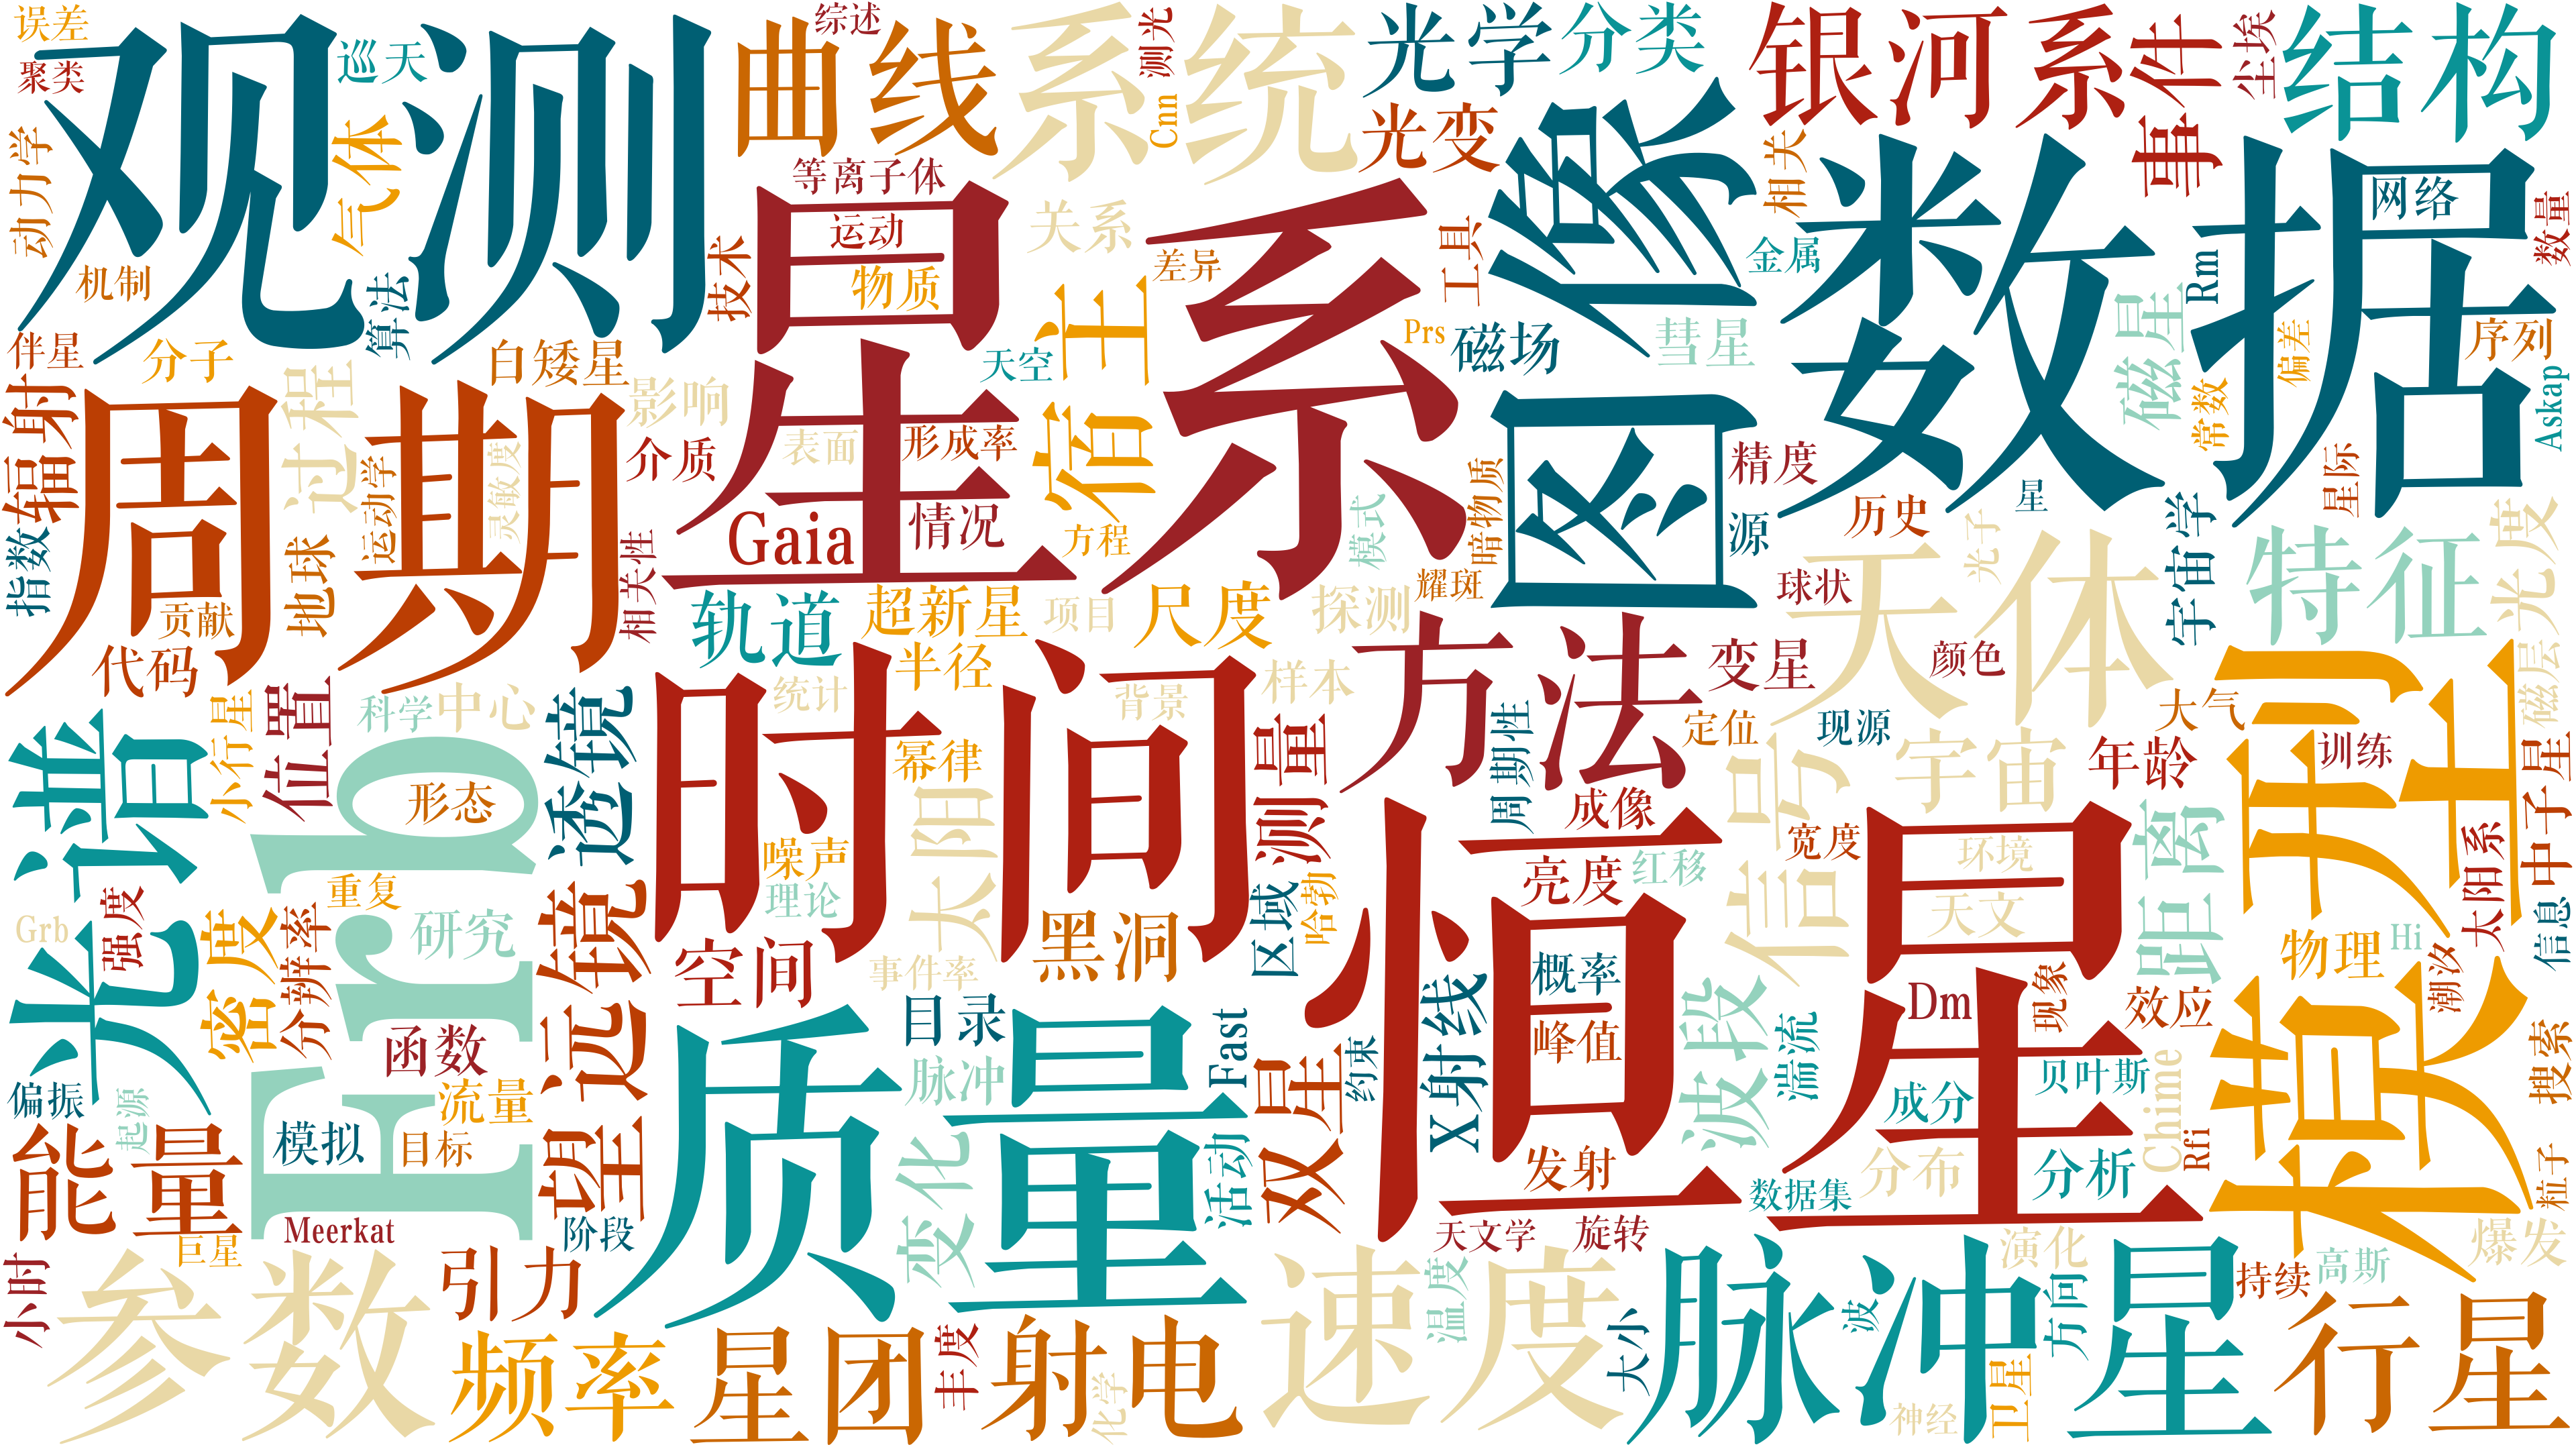 误差
观测
巡天
聚类
动力学
气体
机制
算法
伴星
分子
曲线
综述
系统
测光
Cnn
光学
分类
光变
银河系
事件
尘埃
结构
图像
数据
网络
相关
金属
Rm
数量
等离子体
星系
运动
物质
技术
关系
差异
工具
宿主
天空
Prs
磁场
彗星
磁星
常数
偏差
序列
Askap
白矮星
影响
辐射
周期
过程
运动学
灵敏度
介质
表面
形成率
Gaia
情况
方程
模式
暗物质
精度
源
历史
星
星际
宇宙学
光子
天体
特征
光度
指数
贡献
地球
相关性
代码
轨道
超新星
项目
尺度
探测
耀斑
球状
颜色
磁层
位置
科学
中心
小行星
光谱
透镜
时间
统计
半径
背景
样本
方法
变星
定位
现源
大气
模型
训练
Frb
形态
幂律
太阳
噪声
理论
测量
周期性
成像
信号
宇宙
年龄
中子星
太阳系
强度
重复
密度
分辨率
研究
望远镜
空间
黑洞
事件率
区域
哈勃
恒星
亮度
红移
宽度
环境
天文
距离
物理
Hi
潮汐
信息
Grb
函数
质量
目录
脉冲
Fast
X射线
概率
峰值
波段
湍流
Dm
现象
效应
搜索
偏振
起源
流量
能量
模拟
目标
变化
活动
双星
约束
发射
成分
贝叶斯
分布
分析
数据集
Chime
Rfi
粒子
Meerkat
巨星
阶段
天文学
旋转
演化
爆发
小时
参数
引力
频率
星团
丰度
射电
化学
速度
温度
大小
脉冲星
波
神经
卫星
方向
持续
高斯
行星